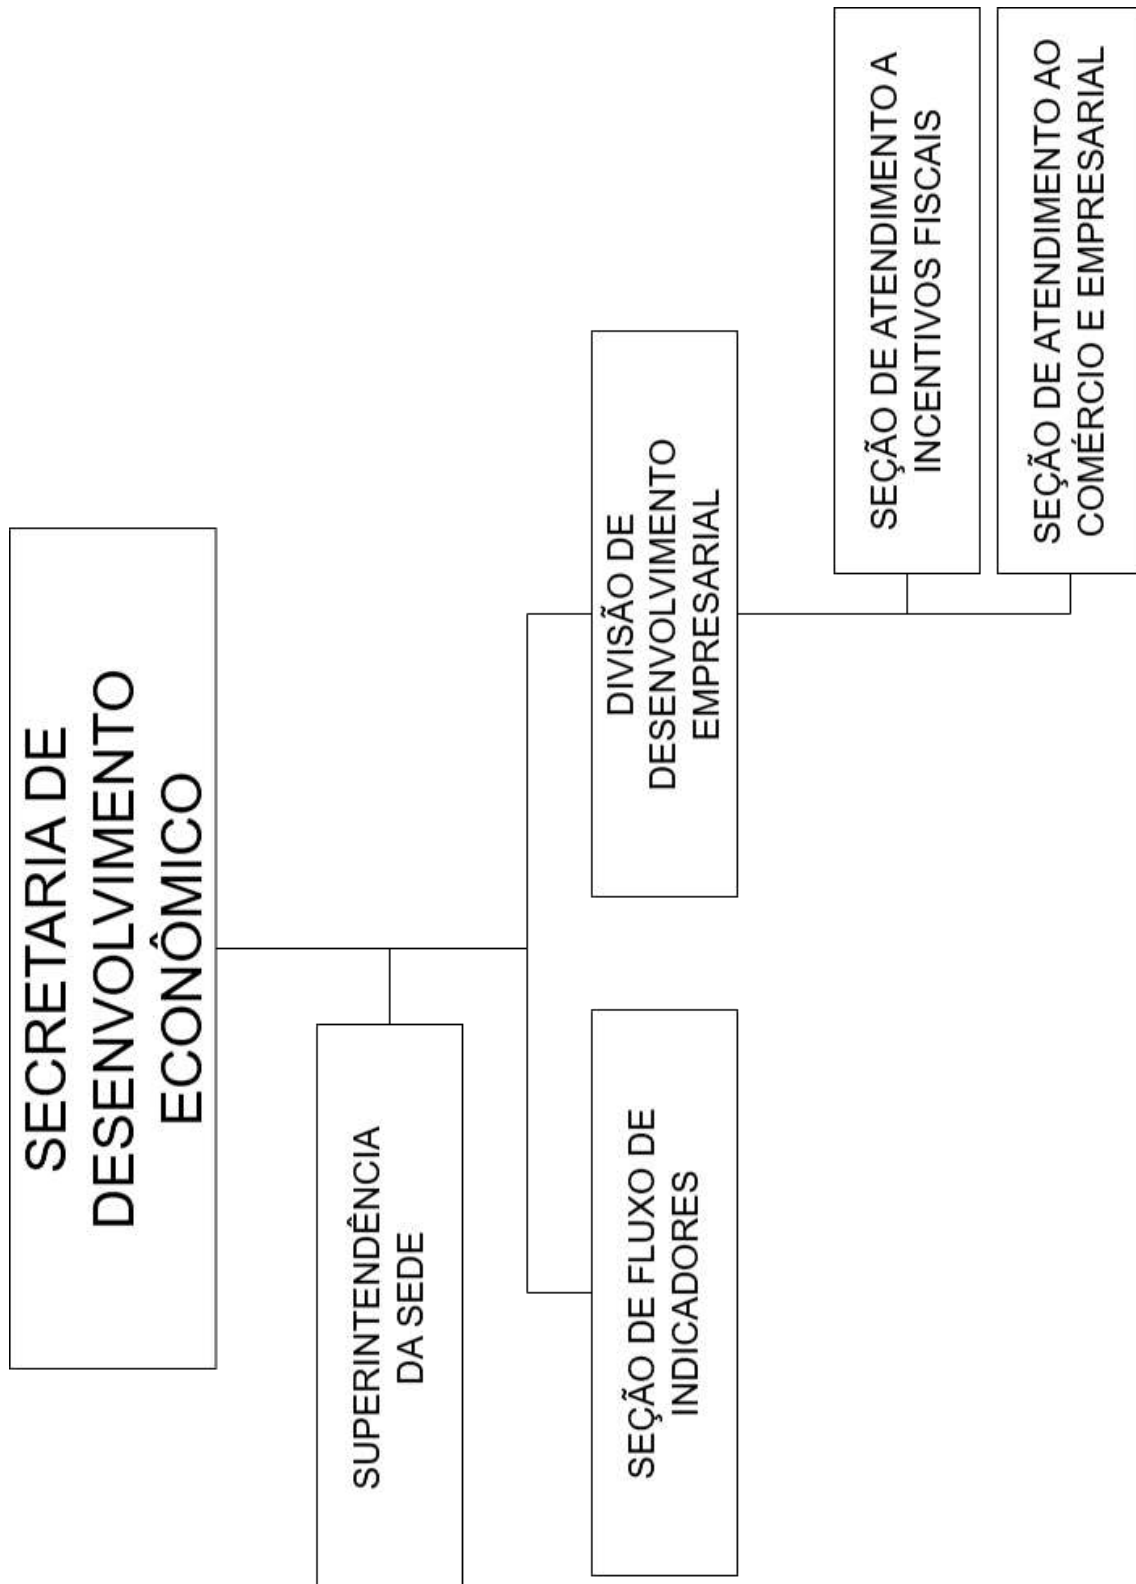 SECRETARIA DE
DESENVOLVIMENTO
ECONÔMICO
SUPERINTENDÊNCIA
DA SEDE
SEÇÃO DE FLUXO DE
INDICADORES
DIVISÃO DE
DESENVOLVIMENTO
EMPRESARIAL
SEÇÃO DE ATENDIMENTO A
INCENTIVOS FISCAIS
SEÇÃO DE ATENDIMENTO AO
COMÉRCIO E EMPRESARIAL